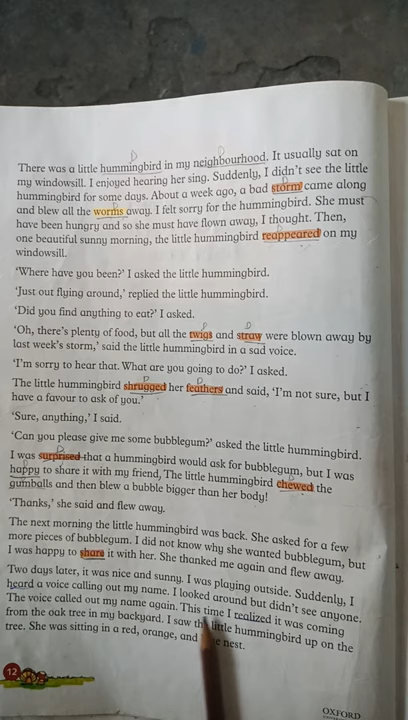 There was a little hummingbird in my neighbourhood. It usually sat on
my windowsill. I enjoyed hearing her sing. Suddenly, I didn't see the little
hummingbird for some days. About a week ago, a bad storm came along
and blew all the worms away. I felt sorry for the hummingbird. She must
have been hungry and so she must have flown away, I thought. Then,
one beautiful sunny morning, the little hummingbird reappeared on my
windowsill.
'Where have you been?' I asked the little hummingbird.
'Just out flying around,' replied the little hummingbird.
'Did you find anything to eat?' I asked.
'Oh, there's plenty of food, but all the twigs and straw were blown away by
last week's storm,' said the little hummingbird in a sad voice.
'I'm sorry to hear that. What are you going to do?' I asked.
The little hummingbird shrugged her feathers and said, 'I'm not sure, but I
have a favour to ask of you.'
'Sure, anything,' I said.
'Can you please give me some bubblegum?' asked the little hummingbird.
I was surprised that a hummingbird would ask for bubblegum, but I was
happy to share it with my friend. The little hummingbird chewed the
gumballs and then blew a bubble bigger than her body!
'Thanks,' she said and flew away.
The next morning the little hummingbird was back. She asked for a few
more pieces of bubblegum. I did not know why she wanted bubblegum, but
I was happy to share it with her. She thanked me again and flew away.
Two days later, it was nice and sunny. I was playing outside. Suddenly, I
heard a voice calling out my name. I looked around but didn't see anyone.
The voice called out my name again. This time I realized it was coming
from the oak tree in my backyard. I saw the little hummingbird up on the
tree. She was sitting in a red, orange, and nest.
12
OXFORD